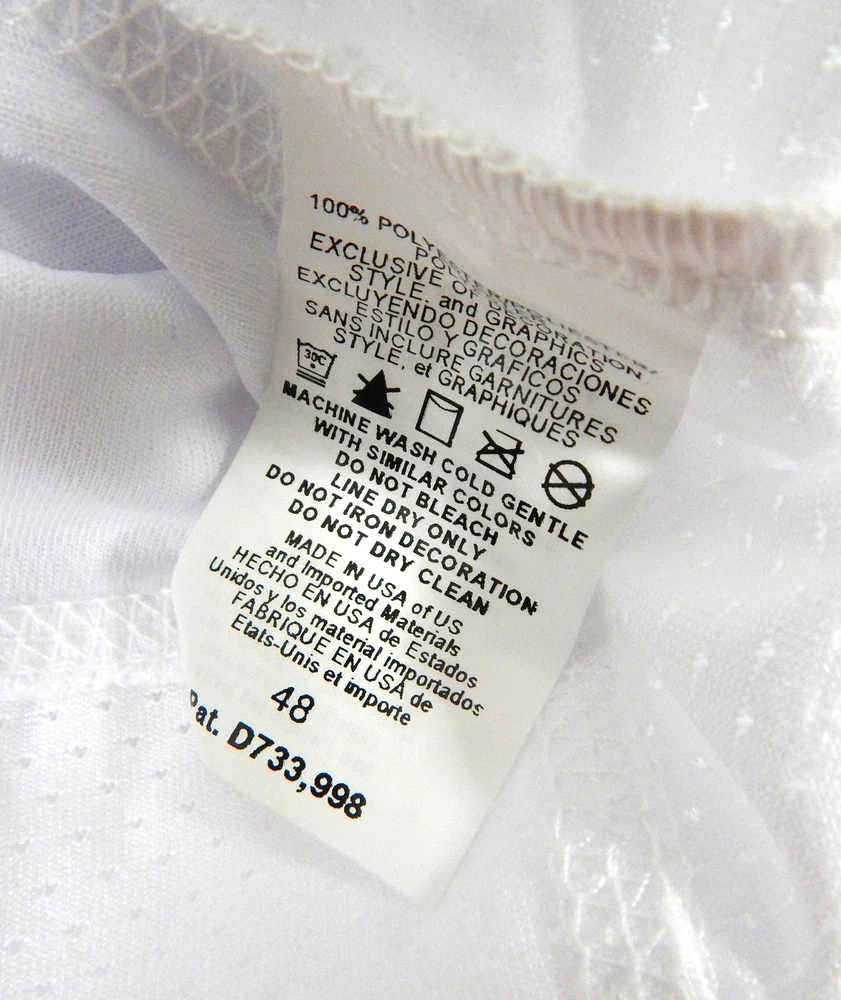 100%
EXCLUSIVE OF DECORATION,
STYLE, and GRAPHICS
EXCLUYENDO DECORACIONES
ESTILO Y GRAFICOS
SANS INCLURE GARNITURES
STYLE, et GRAPHIQUES
30C
MACHINE WASH COLD GENTLE
WITH SIMILAR COLORS
DO NOT BLEACH
LINE DRY ONLY
DO NOT IRON DECORATION
DO NOT DRY CLEAN
MADE IN USA of US
and Imported Materials
HECHO EN USA de Estados
Unidos y los material importados
FABRIQUE EN USA de
Etats-Unis et importe
48
Pat. D733,998